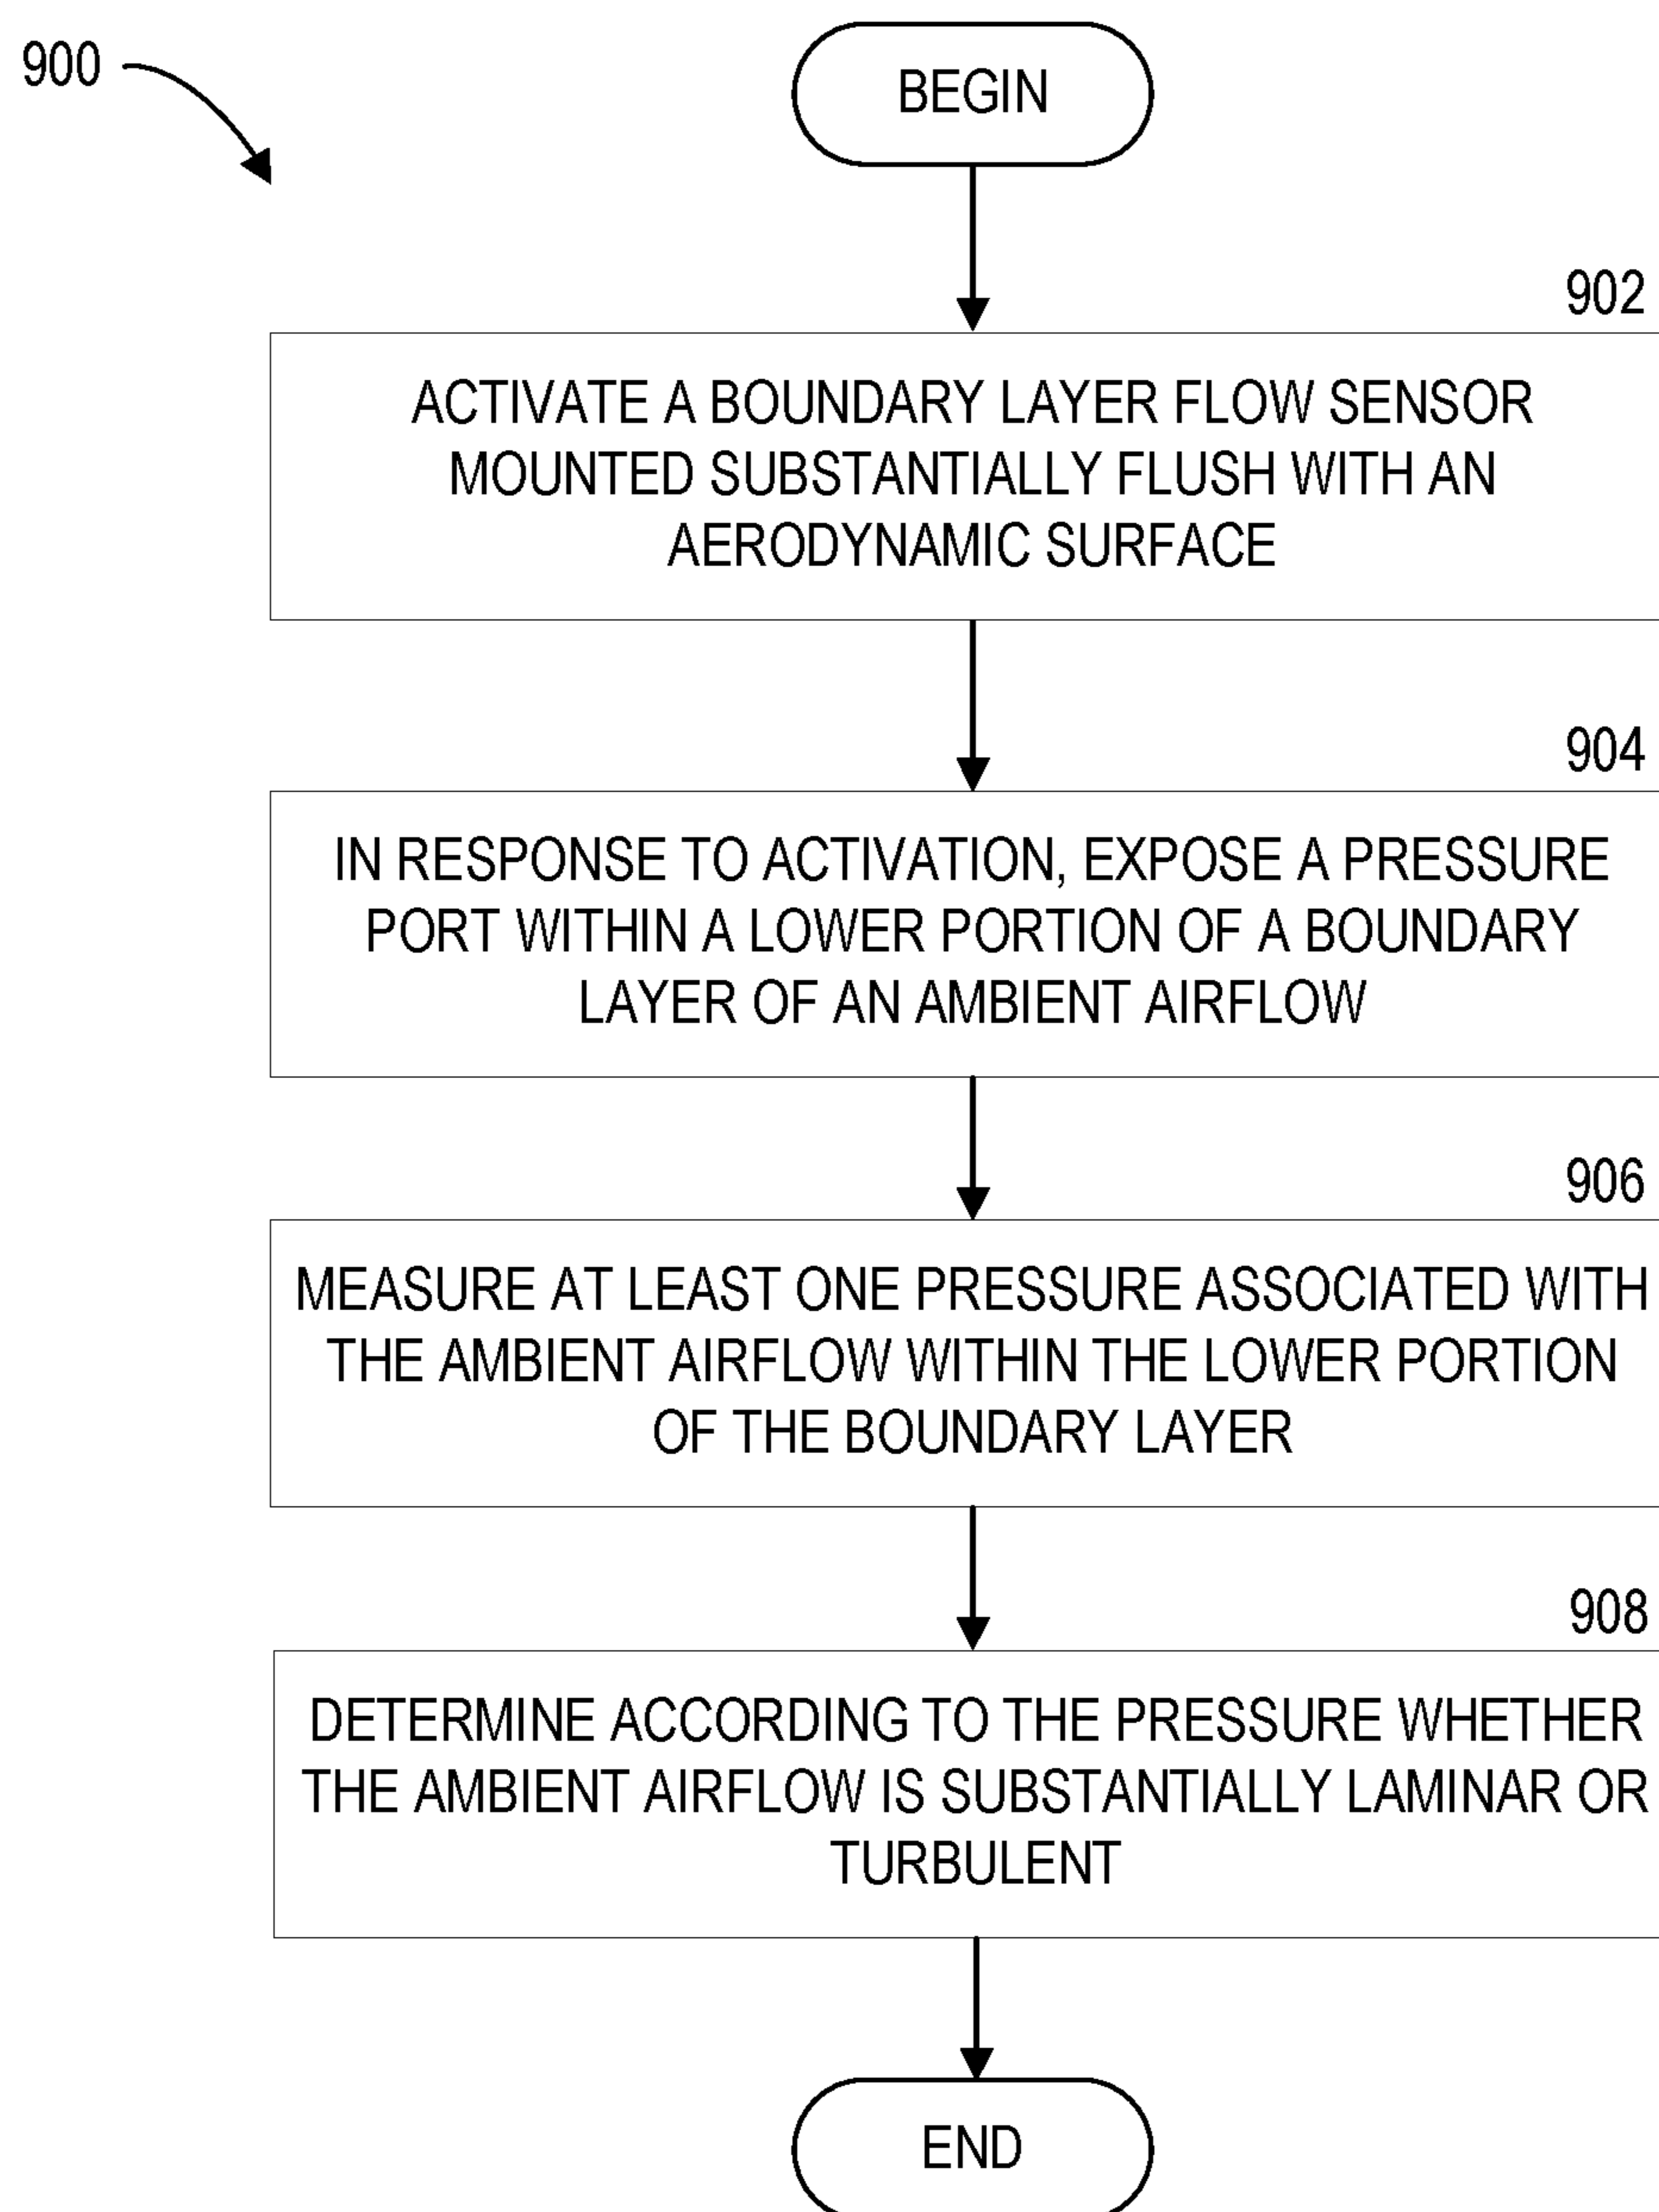 900
BEGIN
902
ACTIVATE A BOUNDARY LAYER FLOW SENSOR
MOUNTED SUBSTANTIALLY FLUSH WITH AN
AERODYNAMIC SURFACE
904
IN RESPONSE TO ACTIVATION, EXPOSE A PRESSURE
PORT WITHIN A LOWER PORTION OF A BOUNDARY
LAYER OF AN AMBIENT AIRFLOW
906
MEASURE AT LEAST ONE PRESSURE ASSOCIATED WITH
THE AMBIENT AIRFLOW WITHIN THE LOWER PORTION
OF THE BOUNDARY LAYER
908
DETERMINE ACCORDING TO THE PRESSURE WHETHER
THE AMBIENT AIRFLOW IS SUBSTANTIALLY LAMINAR OR
TURBULENT
END